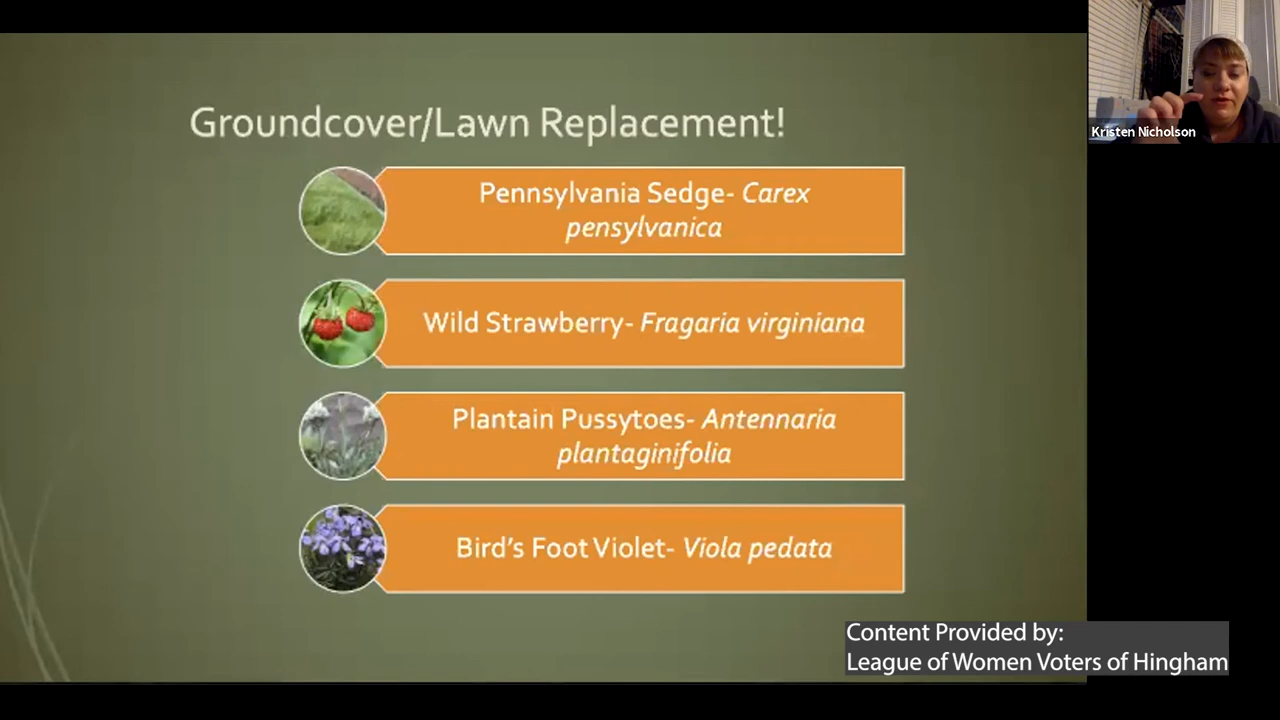 Groundcover/Lawn Replacement!
Pennsylvania Sedge- Carex
pensylvanica
Wild Strawberry- Fragaria virginiana
Plantain Pussytoes- Antennaria
plantaginifolia
Bird's Foot Violet- Viola pedata
Kristen Nicholson
Content Provided by:
League of Women Voters of Hingham